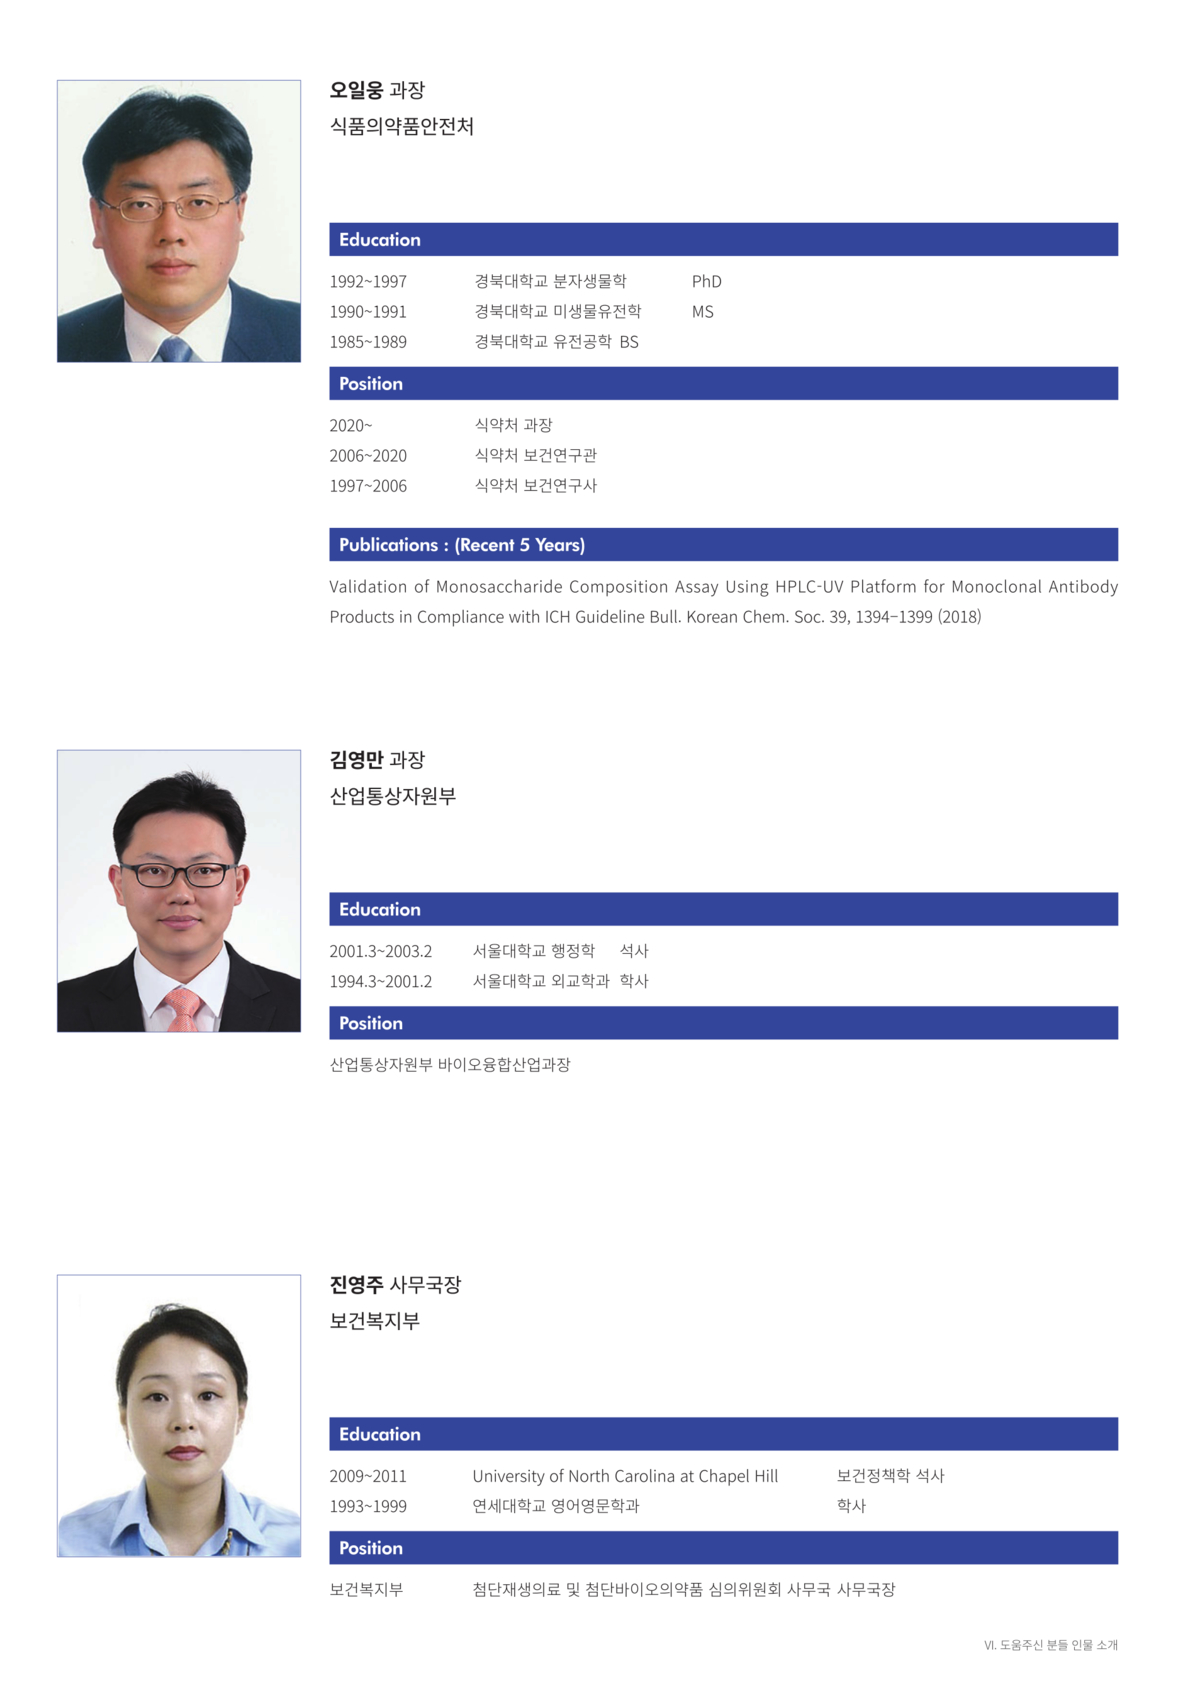 오일웅 과장
식품의약품안전처
Education
1992~1997 경북대학교 분자생물학 PhD
1990~1991 경북대학교 미생물유전학 MS
1985~1989 경북대학교 유전공학 BS
Position
2020~ 식약처 과장
2006~2020 식약처 보건연구관
1997~2006 식약처 보건연구사
Publications : (Recent 5 Years)
Validation of Monosaccharide Composition Assay Using HPLC-UV Platform for Monoclonal Antibody
Products in Compliance with ICH Guideline Bull. Korean Chem. Soc. 39, 1394–1399 (2018)
김영만 과장
산업통상자원부
Education
2001.3~2003.2 서울대학교 행정학 석사
1994.3~2001.2 서울대학교 외교학과 학사
Position
산업통상자원부 바이오융합산업과장
진영주 사무국장
보건복지부
Education
2009~2011 University of North Carolina at Chapel Hill 보건정책학 석사
1993~1999 연세대학교 영어영문학과 학사
Position
보건복지부 첨단재생의료 및 첨단바이오의약품 심의위원회 사무국 사무국장
VI. 도움주신 분들 인물 소개